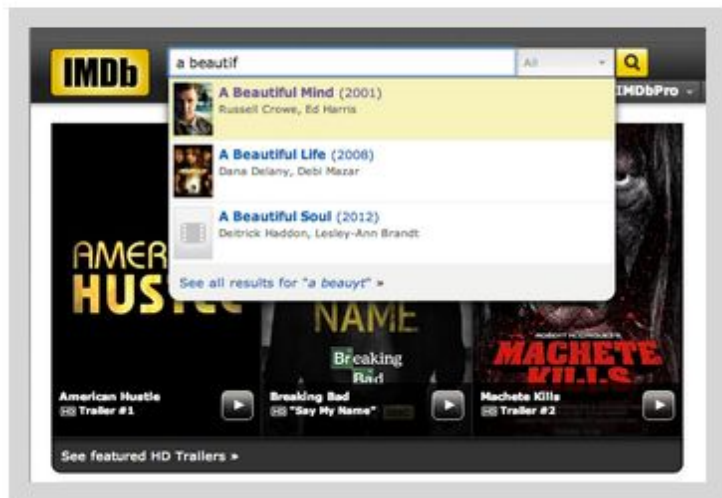 IMDb
a beautif
All
IMDbPro
A Beautiful Mind (2001)
Russell Crowe, Ed Harris
A Beautiful Life (2008)
Dana Delany, Debi Mazar
A Beautiful Soul (2012)
Deitrick Haddon, Lesley-Ann Brandt
See all results for "a beauyt" »
AMER
HUSTLE
NAME
Breaking
Bad
MACHETE
KILLS
American Hustle
HD Trailer #1
Breaking Bad
HD "Say My Name"
Machete Kills
HD Trailer #2
See featured HD Trailers »